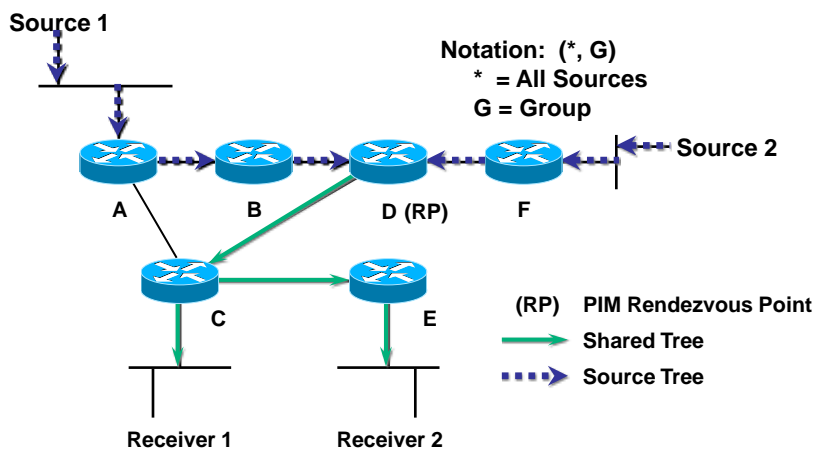 Source 1
Notation: (*, G)
* = All Sources
G = Group
Source 2
A
B
D (RP)
F
C
E
(RP) PIM Rendezvous Point
Shared Tree
Source Tree
Receiver 1
Receiver 2